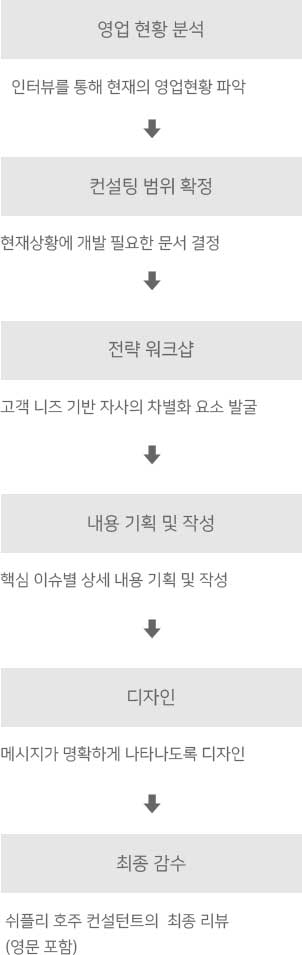 영업 현황 분석
인터뷰를 통해 현재의 영업현황 파악
컨설팅 범위 확정
현재상황에 개발 필요한 문서 결정
전략 워크샵
고객 니즈 기반 자사의 차별화 요소 발굴
내용 기획 및 작성
핵심 이슈별 상세 내용 기획 및 작성
디자인
메시지가 명확하게 나타나도록 디자인
최종 감수
쉬플리 호주 컨설턴트의 최종 리뷰
(영문 포함)